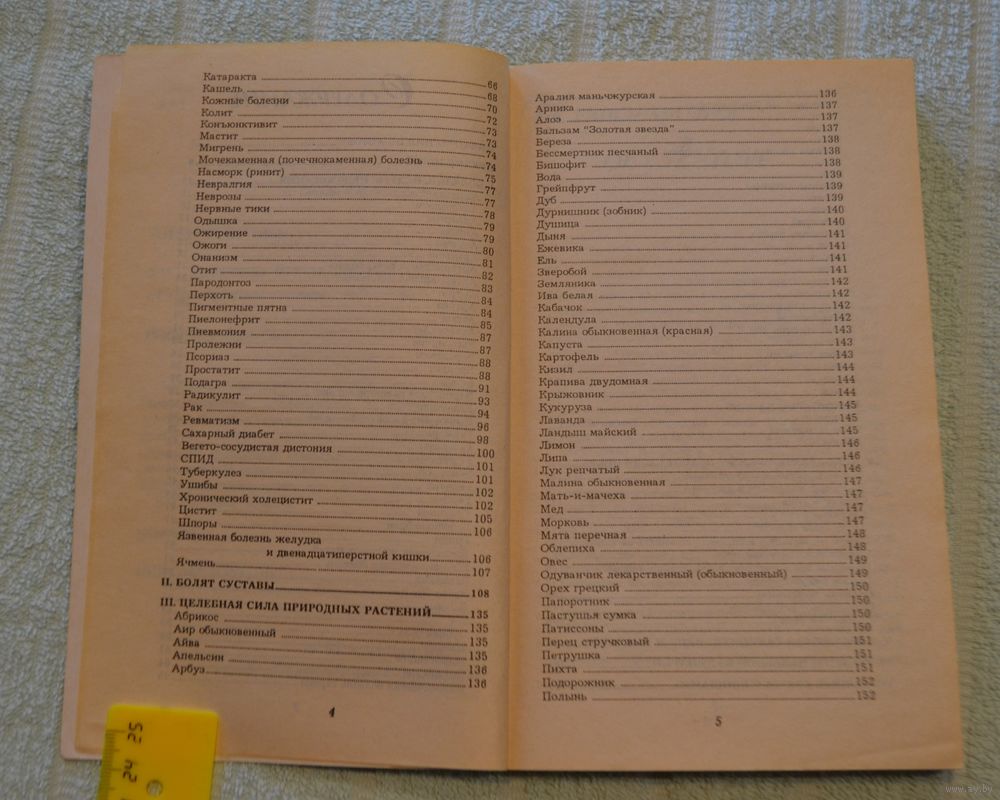 Катаракта 66
Кашель 68
Кожные болезни 70
Колит 72
Конъюнктивит 73
Мастит 73
Мигрень 74
Мочекаменная (почечнокаменная) болезнь 74
Насморк (ринит) 75
Невралгия 77
Неврозы 77
Нервные тики 78
Одышка 79
Ожирение 79
Ожоги 80
Онанизм 81
Отит 82
Пародонтоз 83
Перхоть 84
Пигментные пятна 84
Пиелонефрит 85
Пневмония 87
Пролежни 87
Псориаз 88
Простатит 88
Подагра 91
Радикулит 93
Рак 94
Ревматизм 96
Сахарный диабет 98
Вегето-сосудистая дистония 100
СПИД 101
Туберкулез 101
Ушибы 102
Хронический холецистит 102
Цистит 105
Шпоры 106
Язвенная болезнь желудка
и двенадцатиперстной кишки 106
Ячмень 107
II. БОЛЯТ СУСТАВЫ 108
III. ЦЕЛЕБНАЯ СИЛА ПРИРОДНЫХ РАСТЕНИЙ 135
Абрикос 135
Аир обыкновенный 135
Айва 135
Апельсин 136
Арбуз 136
4
Аралия маньчжурская 136
Арника 137
Алоэ 137
Бальзам "Золотая звезда" 137
Береза 138
Бессмертник песчаный 138
Бишофит 138
Вода 139
Грейпфрут 139
Дуб 139
Дурнишник (зобник) 140
Душица 140
Дыня 141
Ежевика 141
Ель 141
Зверобой 141
Земляника 142
Ива белая 142
Кабачок 142
Календула 142
Калина обыкновенная (красная) 143
Капуста 143
Картофель 143
Кизил 144
Крапива двудомная 144
Крыжовник 144
Кукуруза 145
Лаванда 145
Ландыш майский 145
Лимон 146
Липа 146
Лук репчатый 146
Малина обыкновенная 147
Мать-и-мачеха 147
Мед 147
Морковь 147
Мята перечная 148
Облепиха 148
Овес 149
Одуванчик лекарственный (обыкновенный) 149
Орех грецкий 150
Папоротник 150
Пастушья сумка 150
Патиссоны 150
Перец стручковый 151
Петрушка 151
Пихта 151
Подорожник 152
Полынь 152
5
25
24
www.ay.by